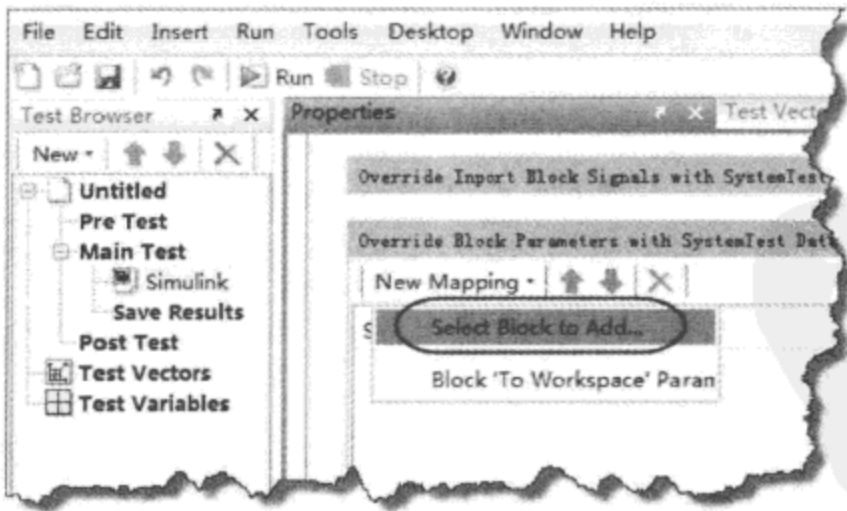 File Edit Insert Run Tools Desktop Window Help
Run Stop
Test Browser
Properties
Test Vecto
New
Untitled
Pre Test
Main Test
Simulink
Save Results
Post Test
Test Vectors
Test Variables
Override Inport Block Signals with SystemTest
Override Block Parameters with SystemTest Dat
New Mapping
S
Select Block to Add...
Block 'To Workspace' Param